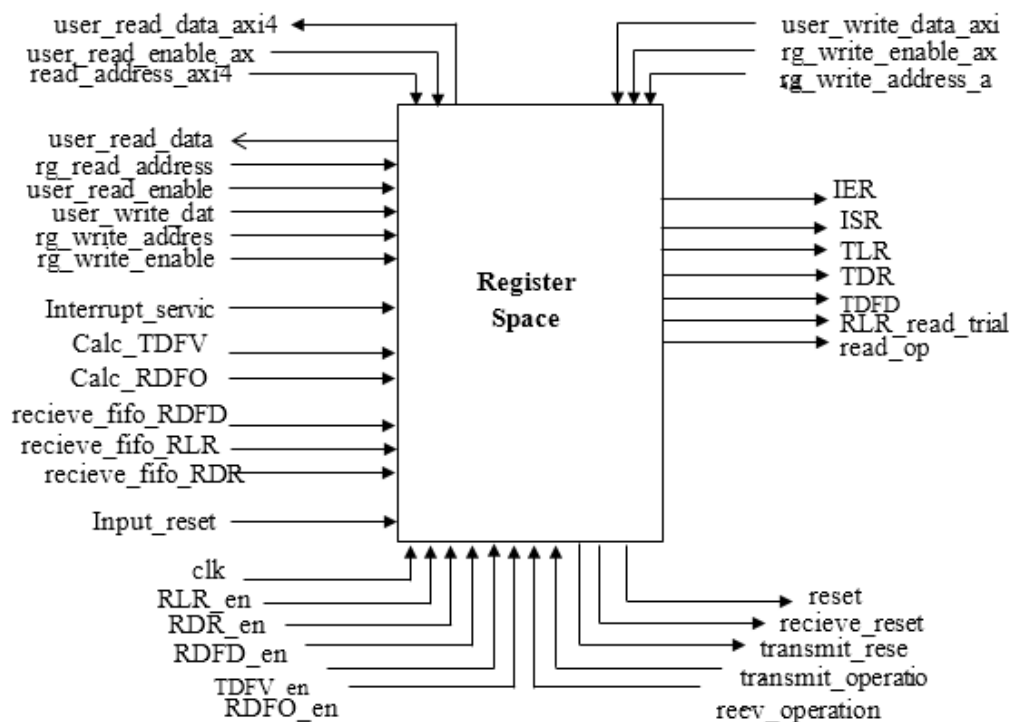 user_read_data_axi4
user_read_enable_ax
read_address_axi4
user_write_data_axi
rg_write_enable_ax
rg_write_address_a
user_read_data
rg_read_address
user_read_enable
user_write_dat
rg_write_addres
rg_write_enable
Interrupt_servic
Calc_TDFV
Calc_RDFO
recieve_fifo_RDFD
recieve_fifo_RLR
recieve_fifo_RDR
Input_reset
Register
Space
IER
ISR
TLR
TDR
TDFD
RLR_read_trial
read_op
clk
RLR_en
RDR_en
RDFD_en
TDFV_en
RDFO_en
reset
recieve_reset
transmit_rese
transmit_operatio
reev_operation